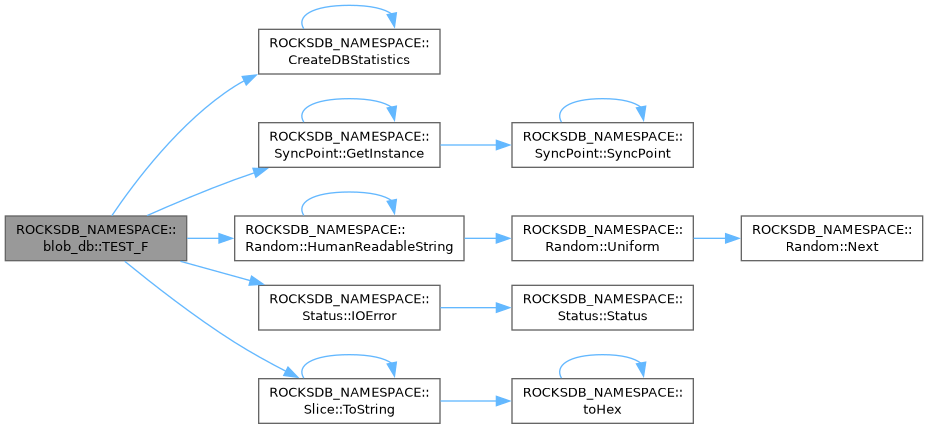 ROCKSDB_NAMESPACE::
CreateDBStatistics
ROCKSDB_NAMESPACE::
SyncPoint::GetInstance
ROCKSDB_NAMESPACE::
SyncPoint::SyncPoint
ROCKSDB_NAMESPACE::
blob_db::TEST_F
ROCKSDB_NAMESPACE::
Random::HumanReadableString
ROCKSDB_NAMESPACE::
Random::Uniform
ROCKSDB_NAMESPACE::
Random::Next
ROCKSDB_NAMESPACE::
Status::IOError
ROCKSDB_NAMESPACE::
Status::Status
ROCKSDB_NAMESPACE::
Slice::ToString
ROCKSDB_NAMESPACE::
toHex